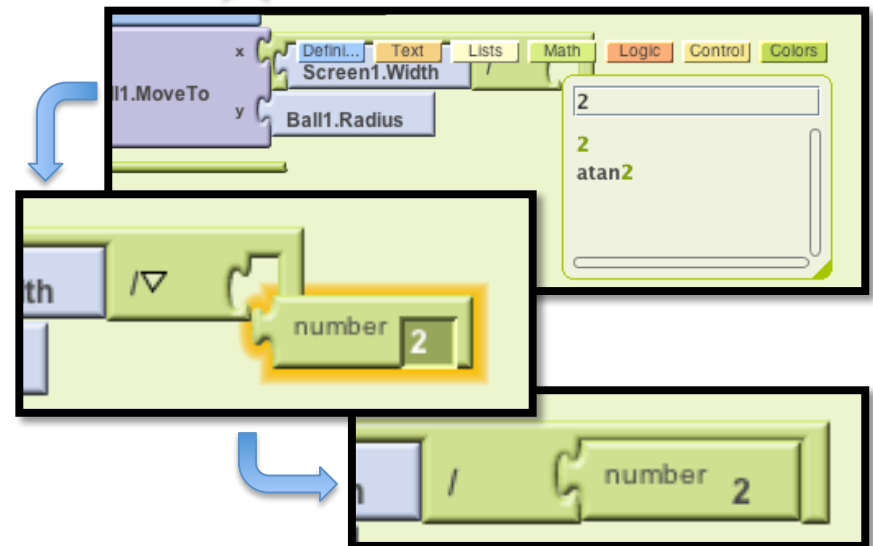 x Defini... Text Lists Math Logic Control Colors
Screen1.Width /
ll1.MoveTo
y Ball1.Radius
2
2
atan2
th /
number 2
/ number 2